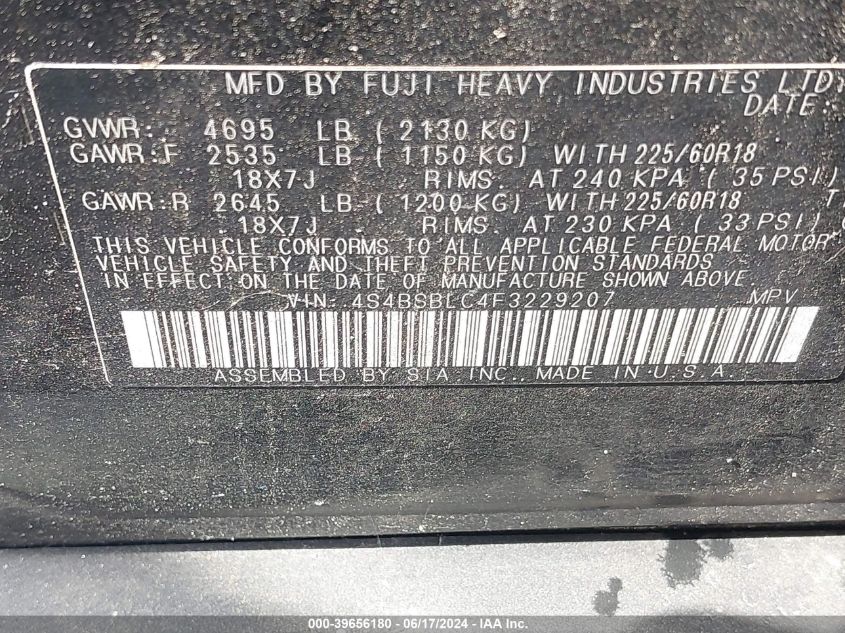 MFD BY FUJI HEAVY INDUSTRIES LTD.
DATE:
GVWR: 4695 LB ( 2130 KG)
GAWR:F 2535 LB ( 1150 KG) WITH 225/60R18
18X7J RIMS. AT 240 KPA ( 35 PSI)
GAWR:R 2645 LB ( 1200 KG) WITH 225/60R18
18X7J RIMS. AT 230 KPA ( 33 PSI)
THIS VEHICLE CONFORMS TO ALL APPLICABLE FEDERAL MOTOR
VEHICLE SAFETY AND THEFT PREVENTION STANDARDS
IN EFFECT ON THE DATE OF MANUFACTURE SHOWN ABOVE.
VIN: 4S4BSBLC4F3229207 MPV
ASSEMBLED BY SIA INC., MADE IN U.S.A.
000-39656180 - 06/17/2024 - IAA Inc.